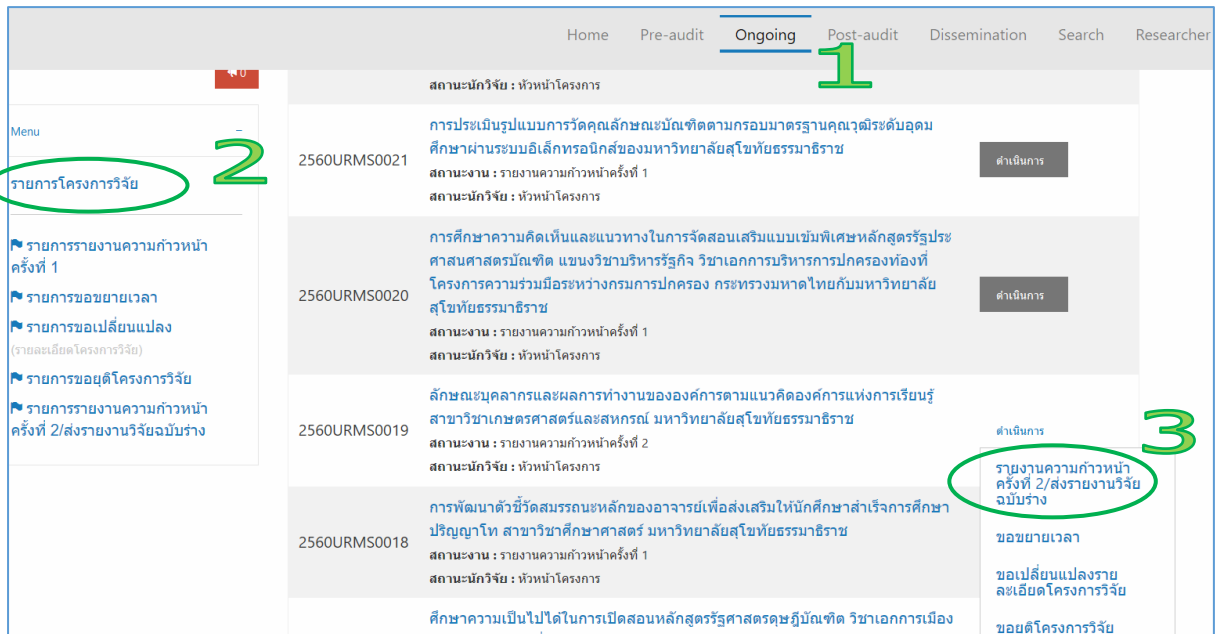 Home Pre-audit Ongoing Post-audit Dissemination Search Researcher
1
0
Menu −
2
รายการโครงการวิจัย
รายการรายงานความก้าวหน้า
ครั้งที่ 1
รายการขอขยายเวลา
รายการขอเปลี่ยนแปลง
(รายละเอียดโครงการวิจัย)
รายการขอยุติโครงการวิจัย
รายการรายงานความก้าวหน้า
ครั้งที่ 2/ส่งรายงานวิจัยฉบับร่าง
สถานะนักวิจัย : หัวหน้าโครงการ
2560URMS0021
การประเมินรูปแบบการวัดคุณลักษณะบัณฑิตตามกรอบมาตรฐานคุณวุฒิระดับอุดม
ศึกษาผ่านระบบอิเล็กทรอนิกส์ของมหาวิทยาลัยสุโขทัยธรรมาธิราช
สถานะงาน : รายงานความก้าวหน้าครั้งที่ 1
สถานะนักวิจัย : หัวหน้าโครงการ
ดำเนินการ
2560URMS0020
การศึกษาความคิดเห็นและแนวทางในการจัดสอนเสริมแบบเข้มพิเศษหลักสูตรรัฐประ
ศาสนศาสตรบัณฑิต แขนงวิชาบริหารรัฐกิจ วิชาเอกการบริหารการปกครองท้องที่
โครงการความร่วมมือระหว่างกรมการปกครอง กระทรวงมหาดไทยกับมหาวิทยาลัย
สุโขทัยธรรมาธิราช
สถานะงาน : รายงานความก้าวหน้าครั้งที่ 1
สถานะนักวิจัย : หัวหน้าโครงการ
ดำเนินการ
2560URMS0019
ลักษณะบุคลากรและผลการทำงานขององค์การตามแนวคิดองค์การแห่งการเรียนรู้
สาขาวิชาเกษตรศาสตร์และสหกรณ์ มหาวิทยาลัยสุโขทัยธรรมาธิราช
สถานะงาน : รายงานความก้าวหน้าครั้งที่ 2
สถานะนักวิจัย : หัวหน้าโครงการ
ดำเนินการ
3
รายงานความก้าวหน้า
ครั้งที่ 2/ส่งรายงานวิจัย
ฉบับร่าง
ขอขยายเวลา
ขอเปลี่ยนแปลงราย
ละเอียดโครงการวิจัย
ขอยุติโครงการวิจัย
2560URMS0018
การพัฒนาตัวชี้วัดสมรรถนะหลักของอาจารย์เพื่อส่งเสริมให้นักศึกษาสำเร็จการศึกษา
ปริญญาโท สาขาวิชาศึกษาศาสตร์ มหาวิทยาลัยสุโขทัยธรรมาธิราช
สถานะงาน : รายงานความก้าวหน้าครั้งที่ 1
สถานะนักวิจัย : หัวหน้าโครงการ
ศึกษาความเป็นไปได้ในการเปิดสอนหลักสูตรรัฐศาสตรดุษฎีบัณฑิต วิชาเอกการเมือง